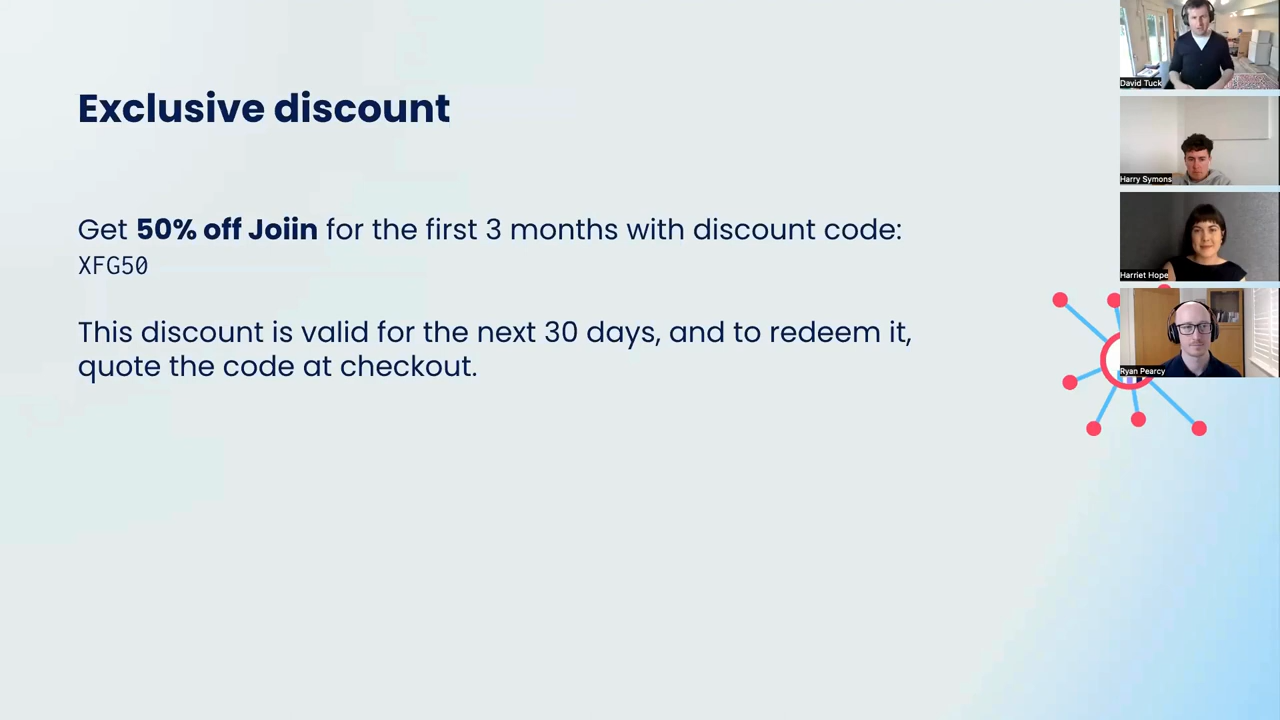 Exclusive discount
Get 50% off Joiin for the first 3 months with discount code:
XFG50
This discount is valid for the next 30 days, and to redeem it,
quote the code at checkout.
David Tuck
Harry Symons
Harriet Hope
Ryan Pearcy